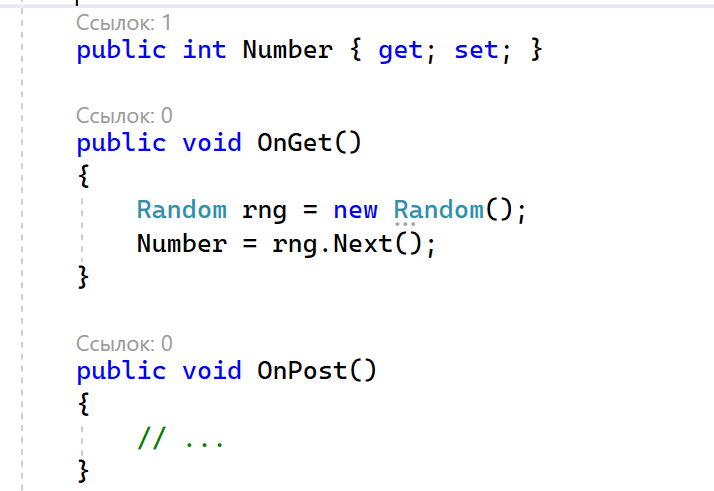 Ссылок: 1
public int Number { get; set; }
Ссылок: 0
public void OnGet()
{
Random rng = new Random();
Number = rng.Next();
}
Ссылок: 0
public void OnPost()
{
// ...
}